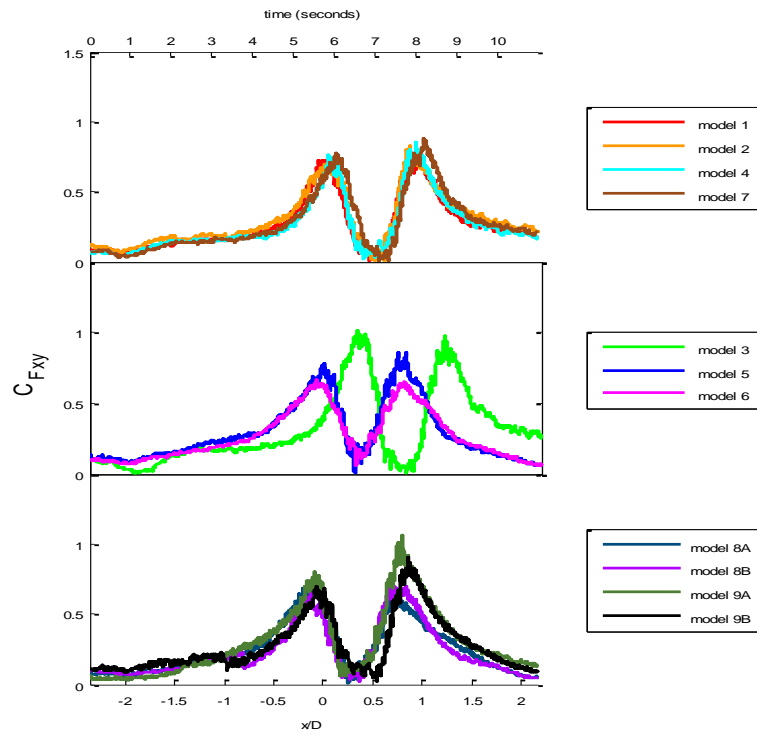 time (seconds)
0 1 2 3 4 5 6 7 8 9 10
1.5
1
0.5
0
model 1
model 2
model 4
model 7
1
0.5
0
model 3
model 5
model 6
C_Fxy
1
0.5
0
model 8A
model 8B
model 9A
model 9B
-2 -1.5 -1 -0.5 0 0.5 1 1.5 2
x/D